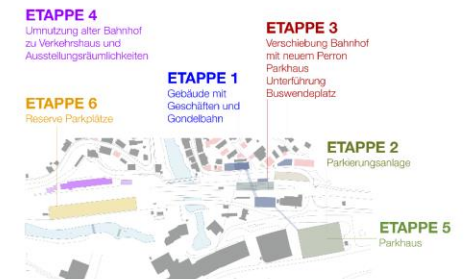 ETAPPE 4
Umnutzung alter Bahnhof
zu Verkehrshaus und
Ausstellungsräumlichkeiten
ETAPPE 3
Verschiebung Bahnhof
mit neuem Perron
Parkhaus
Unterführung
Buswendeplatz
ETAPPE 1
Gebäude mit
Geschäften und
Gondelbahn
ETAPPE 6
Reserve Parkplätze
ETAPPE 2
Parkierungsanlage
ETAPPE 5
Parkhaus